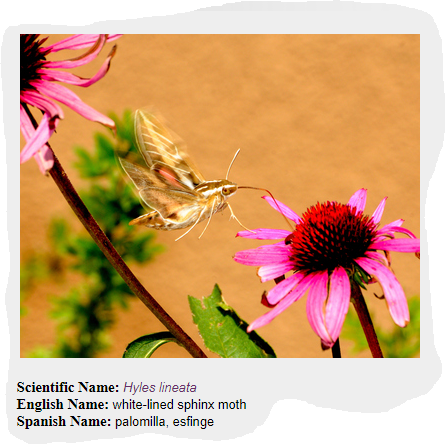 Scientific Name: Hyles lineata
English Name: white-lined sphinx moth
Spanish Name: palomilla, esfinge